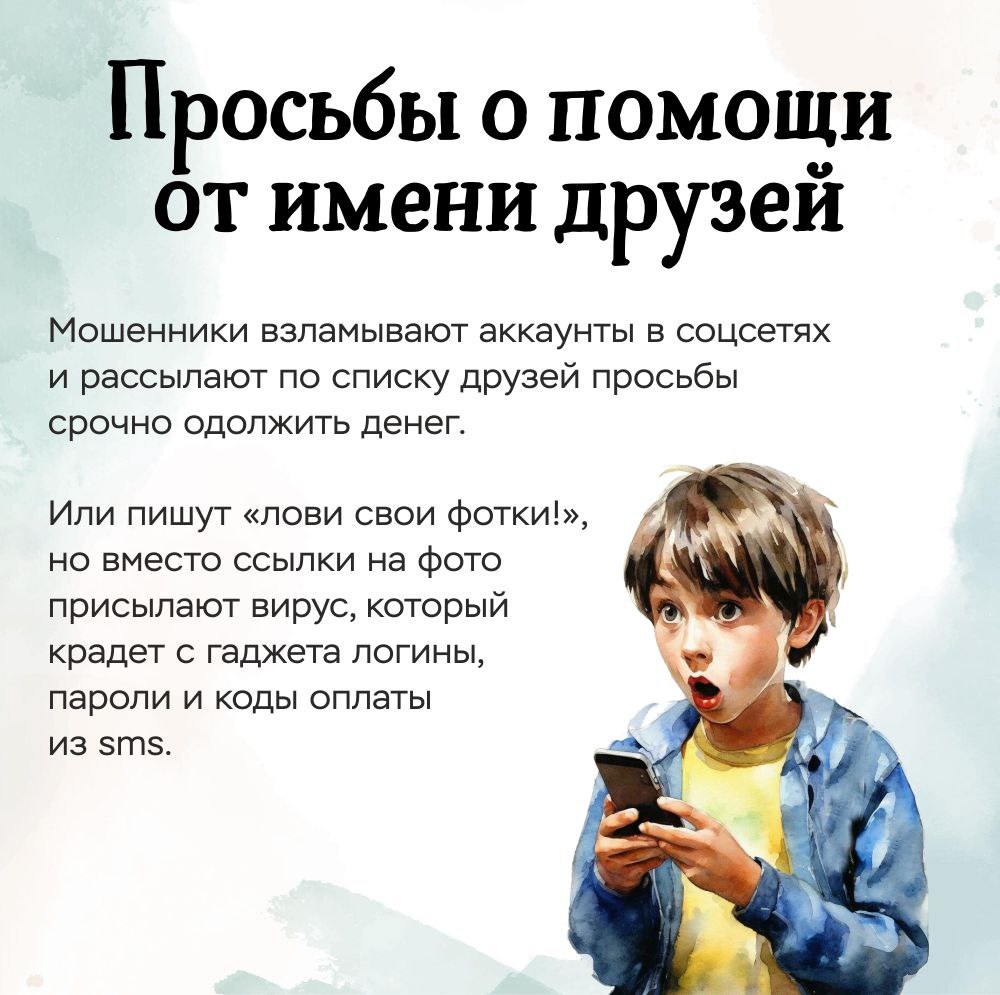 Просьбы о помощи
от имени друзей
Мошенники взламывают аккаунты в соцсетях
и рассылают по списку друзей просьбы
срочно одолжить денег.
Или пишут «лови свои фотки!»,
но вместо ссылки на фото
присылают вирус, который
крадет с гаджета логины,
пароли и коды оплаты
из sms.